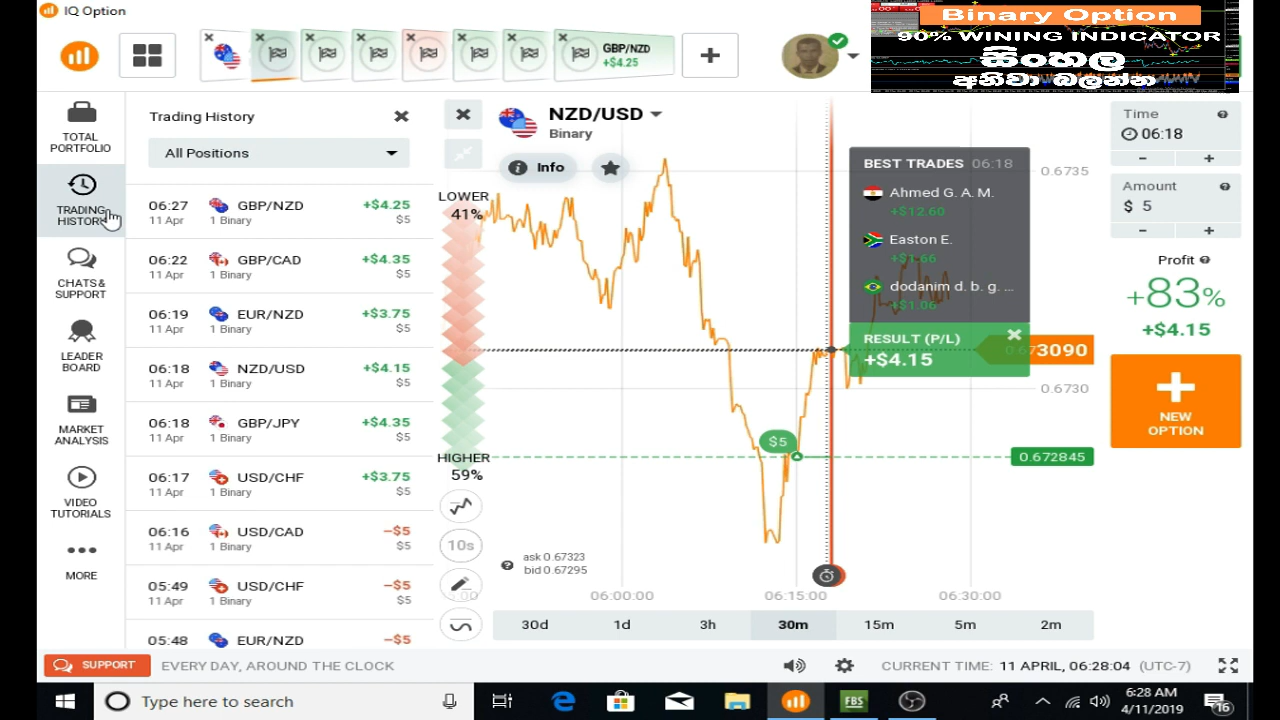 IQ Option
GBP/NZD
+$4.25
Binary Option
90% WINING INDICATOR
සිංහල
අනිවා බලන්න
TOTAL
PORTFOLIO
TRADING
HISTORY
CHATS &
SUPPORT
LEADER
BOARD
MARKET
ANALYSIS
VIDEO
TUTORIALS
MORE
Trading History
All Positions
06:27 GBP/NZD +$4.25
11 Apr 1 Binary $5
06:22 GBP/CAD +$4.35
11 Apr 1 Binary $5
06:19 EUR/NZD +$3.75
11 Apr 1 Binary $5
06:18 NZD/USD +$4.15
11 Apr 1 Binary $5
06:18 GBP/JPY +$4.35
11 Apr 1 Binary $5
06:17 USD/CHF +$3.75
11 Apr 1 Binary $5
06:16 USD/CAD −$5
11 Apr 1 Binary $5
05:49 USD/CHF −$5
11 Apr 1 Binary $5
05:48 EUR/NZD −$5
NZD/USD
Binary
Info
LOWER
41%
HIGHER
59%
10s
ask 0.67323
bid 0.67295
$5
BEST TRADES 06:18
Ahmed G. A. M.
+$12.60
Easton E.
+$1.66
dodanim d. b. g. ...
+$1.06
RESULT (P/L)
+$4.15
0.6735
0.673090
0.6730
0.672845
06:00:00 06:15:00 06:30:00
30d 1d 3h 30m 15m 5m 2m
Time
06:18
- +
Amount
$ 5
- +
Profit
+83%
+$4.15
NEW
OPTION
SUPPORT EVERY DAY, AROUND THE CLOCK
CURRENT TIME: 11 APRIL, 06:28:04 (UTC-7)
Type here to search
FBS
6:28 AM
4/11/2019
16